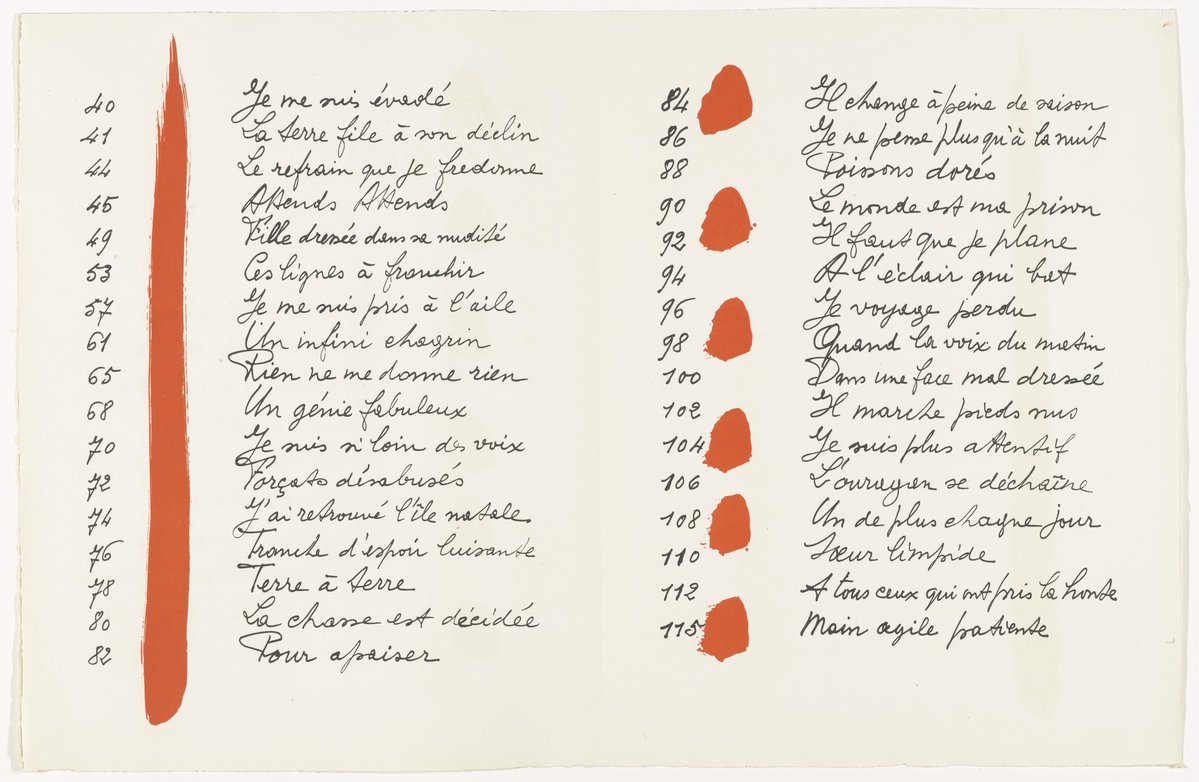 40 Je me suis évadé
41 La terre file à son déclin
44 Le refrain que je fredonne
45 Attends Attends
49 Fille dressée dans sa nudité
53 Ces lignes à franchir
57 Je me suis pris à l'aile
61 Un infini chagrin
65 Rien ne me donne rien
68 Un génie fabuleux
70 Je suis si loin des voix
72 Forçats désabusés
74 J'ai retrouvé l'île natale
76 Tranche d'espoir luisante
78 Terre à terre
80 La chasse est décidée
82 Pour apaiser
84 Il change à peine de saison
86 Je ne pense plus qu'à la nuit
88 Poissons dorés
90 Le monde est ma prison
92 Il faut que je plane
94 A l'éclair qui bat
96 Je voyage perdu
98 Quand la voix du matin
100 Dans une face mal dressée
102 Il marche pieds nus
104 Je suis plus attentif
106 L'ouragan se déchaîne
108 Un de plus chaque jour
110 Sœur limpide
112 A tous ceux qui ont pris la honte
115 Main agile patiente